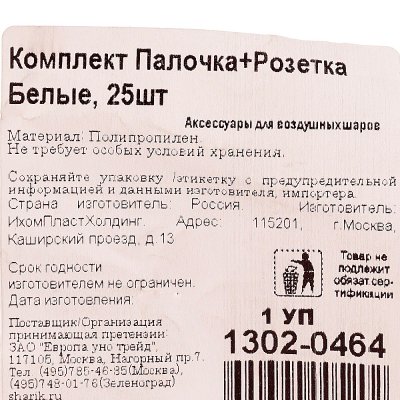 Комплект Палочка+Розетка
Белые, 25шт
Аксессуары для воздушных шаров
Материал: Полипропилен.
Не требует особых условий хранения.
Сохраняйте упаковку /этикетку с предупредительной
информацией и данными изготовителя, импортера.
Страна изготовитель: Россия. Изготовитель:
ИхомПластХолдинг. Адрес: 115201, г.Москва,
Каширский проезд, д.13
Товар не
подлежит
обязат.сер-
тификации
Срок годности
изготовителем не ограничен.
Дата изготовления:
1 УП
1302-0464
Поставщик/Организация
принимающая претензии
ЗАО "Европа уно трейд",
117105, Москва, Нагорный пр.7.
Тел. (495)785-46-85(Москва),
(495)748-01-76(Зеленоград)
sharik.ru